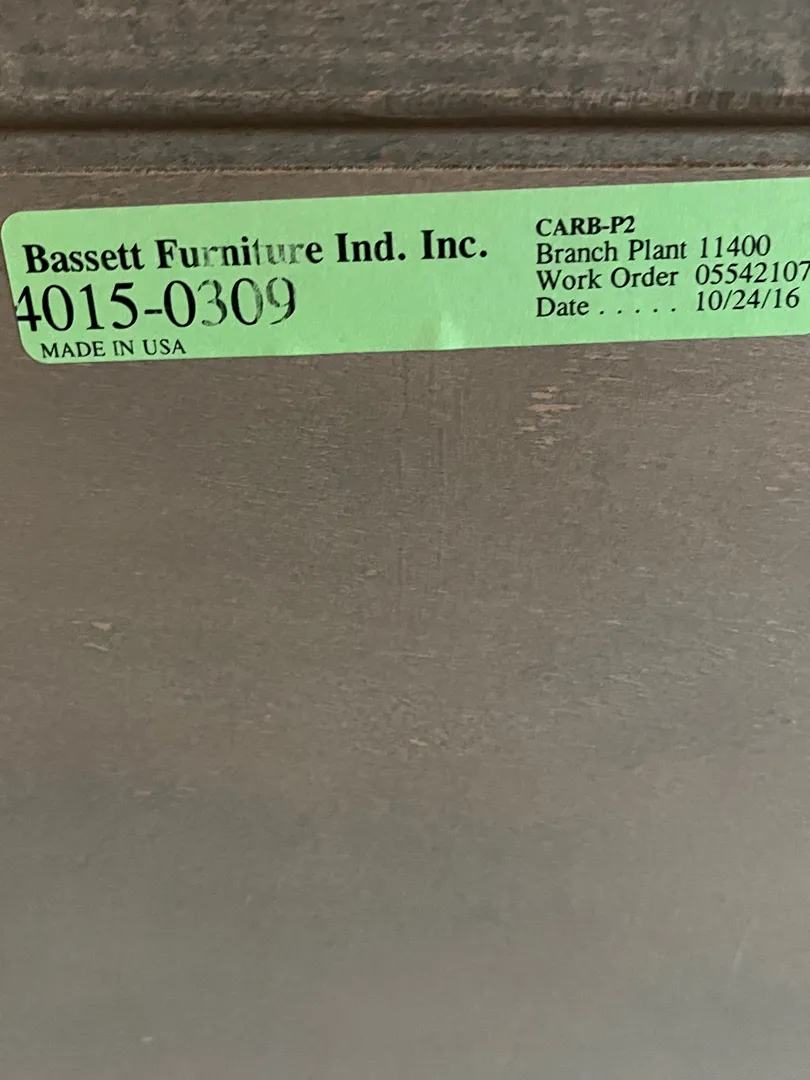 Bassett Furniture Ind. Inc.
4015-0309
MADE IN USA
CARB-P2
Branch Plant 11400
Work Order 05542107
Date . . . . . 10/24/16